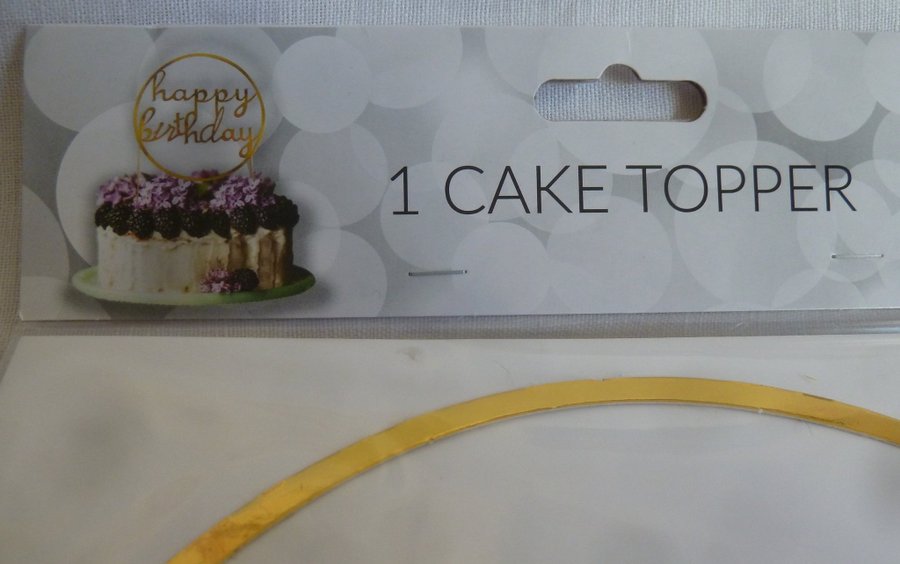 happy
birthday
1 CAKE TOPPER